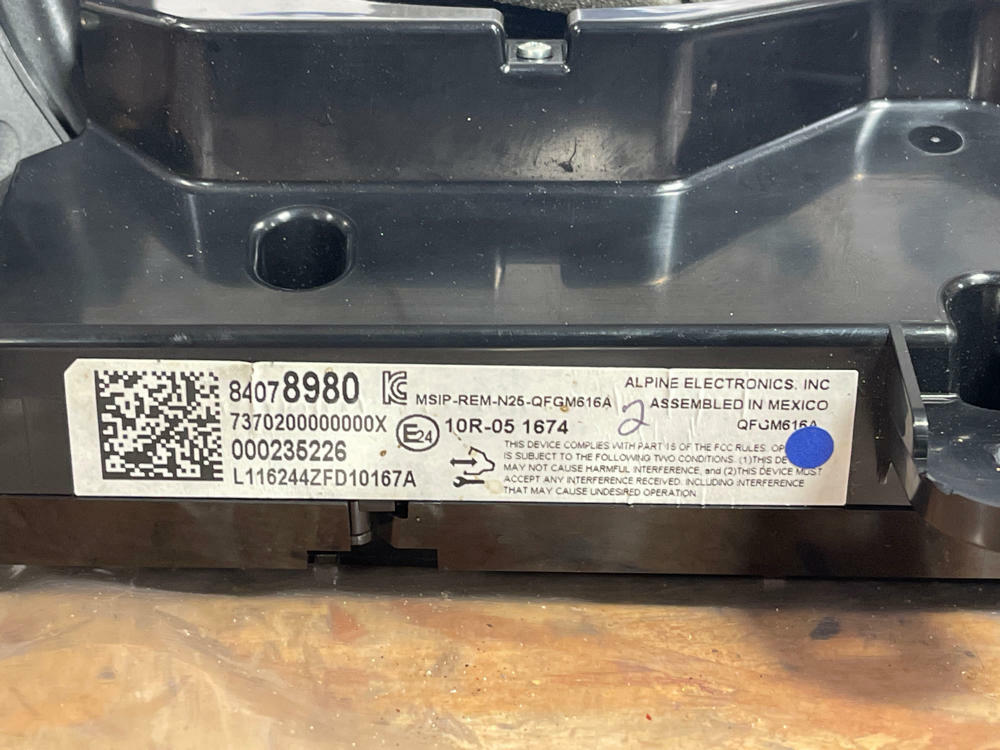 84078980
7370200000000X
000235226
L116244ZFD10167A
MSIP-REM-N25-QFGM616A
E24 10R-05 1674
2
ALPINE ELECTRONICS. INC
ASSEMBLED IN MEXICO
QFGM616A
THIS DEVICE COMPLIES WITH PART 15 OF THE FCC RULES.
IS SUBJECT TO THE FOLLOWING TWO CONDITIONS. (1)THIS
MAY NOT CAUSE HARMFUL INTERFERENCE, and (2)THIS DEVICE MUST
ACCEPT ANY INTERFERENCE RECEIVED. INCLUDING INTERFERENCE
THAT MAY CAUSE UNDESIRED OPERATION